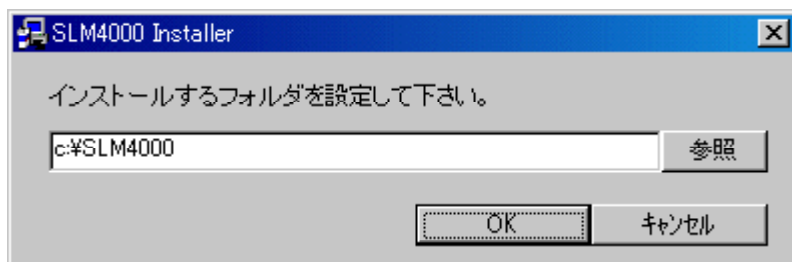 SLM4000 Installer
インストールするフォルダを設定して下さい。
c:¥SLM4000
参照
OK
キャンセル